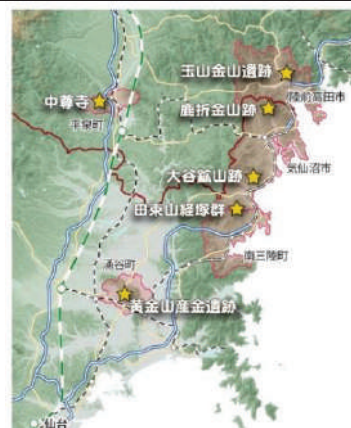 玉山金山遺跡
陸前高田市
中尊寺
平泉町
鹿折金山跡
気仙沼市
大谷鉱山跡
田束山経塚群
南三陸町
涌谷町
黄金山産金遺跡
仙台